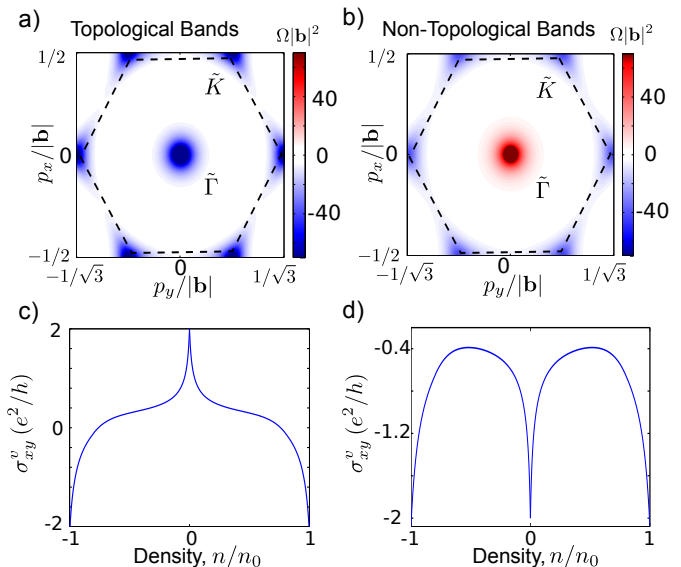 a) Topological Bands Ω|b|²
1/2
K̃
40
p_x/|b|
0
0
Γ̃
-40
−1/2
−1/√3 0 1/√3
p_y/|b|
b) Non-Topological Bands Ω|b|²
1/2
K̃
40
p_x/|b|
0
0
Γ̃
-40
−1/2
−1/√3 0 1/√3
p_y/|b|
c)
2
σ^v_xy (e²/h)
0
-2
-1 0 1
Density, n/n₀
d)
-0.4
σ^v_xy (e²/h)
-1.2
-2
-1 0 1
Density, n/n₀